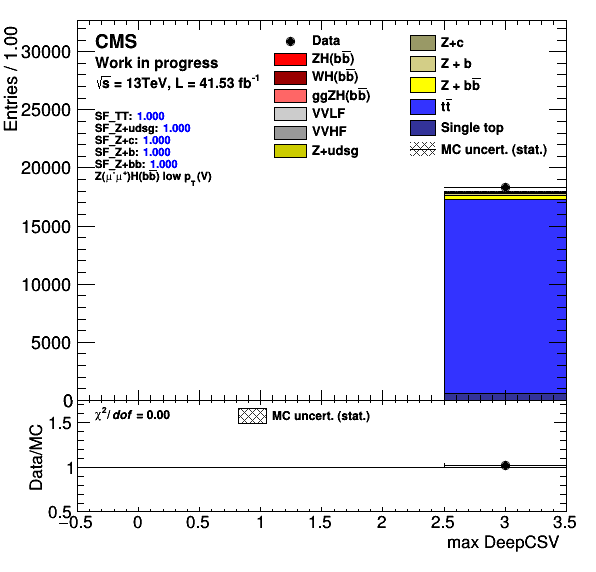 CMS
Work in progress
√s = 13TeV, L = 41.53 fb⁻¹
SF_TT: 1.000
SF_Z+udsg: 1.000
SF_Z+c: 1.000
SF_Z+b: 1.000
SF_Z+bb: 1.000
Z(μ⁻μ⁺)H(bb̅) low p_T(V)
Data
ZH(bb̅)
WH(bb̅)
ggZH(bb̅)
VVLF
VVHF
Z+udsg
Z+c
Z + b
Z + bb̅
tt̅
Single top
MC uncert. (stat.)
Entries / 1.00
30000
25000
20000
15000
10000
5000
0
χ²/dof = 0.00
MC uncert. (stat.)
Data/MC
1.5
1
0.5
−0.5 0 0.5 1 1.5 2 2.5 3 3.5
max DeepCSV